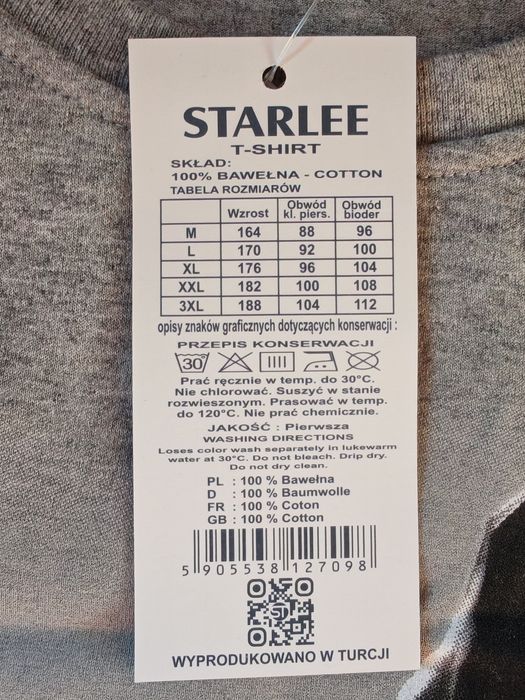 STARLEE
T-SHIRT
SKŁAD:
100% BAWEŁNA - COTTON
TABELA ROZMIARÓW
Wzrost Obwód kl. piers. Obwód bioder
M 164 88 96
L 170 92 100
XL 176 96 104
XXL 182 100 108
3XL 188 104 112
opisy znaków graficznych dotyczących konserwacji :
PRZEPIS KONSERWACJI
30°
Prać ręcznie w temp. do 30°C.
Nie chlorować. Suszyć w stanie
rozwieszonym. Prasować w temp.
do 120°C. Nie prać chemicznie.
JAKOŚĆ : Pierwsza
WASHING DIRECTIONS
Loses color wash separately in lukewarm
water at 30°C. Do not bleach. Drip dry.
Do not dry clean.
PL : 100 % Bawełna
D : 100 % Baumwolle
FR : 100 % Coton
GB : 100 % Cotton
5 905538 127098
ST
WYPRODUKOWANO W TURCJI